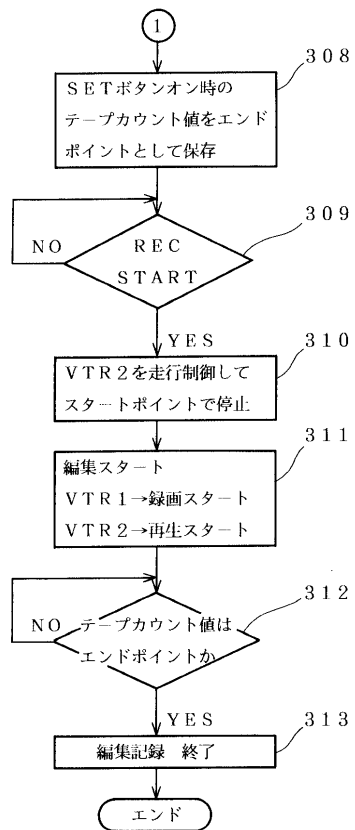 1
308
SETボタンオン時の
テープカウント値をエンド
ポイントとして保存
309
NO
REC
START
YES
310
VTR2を走行制御して
スタートポイントで停止
311
編集スタート
VTR1→録画スタート
VTR2→再生スタート
312
NO
テープカウント値は
エンドポイントか
YES
313
編集記録 終了
エンド